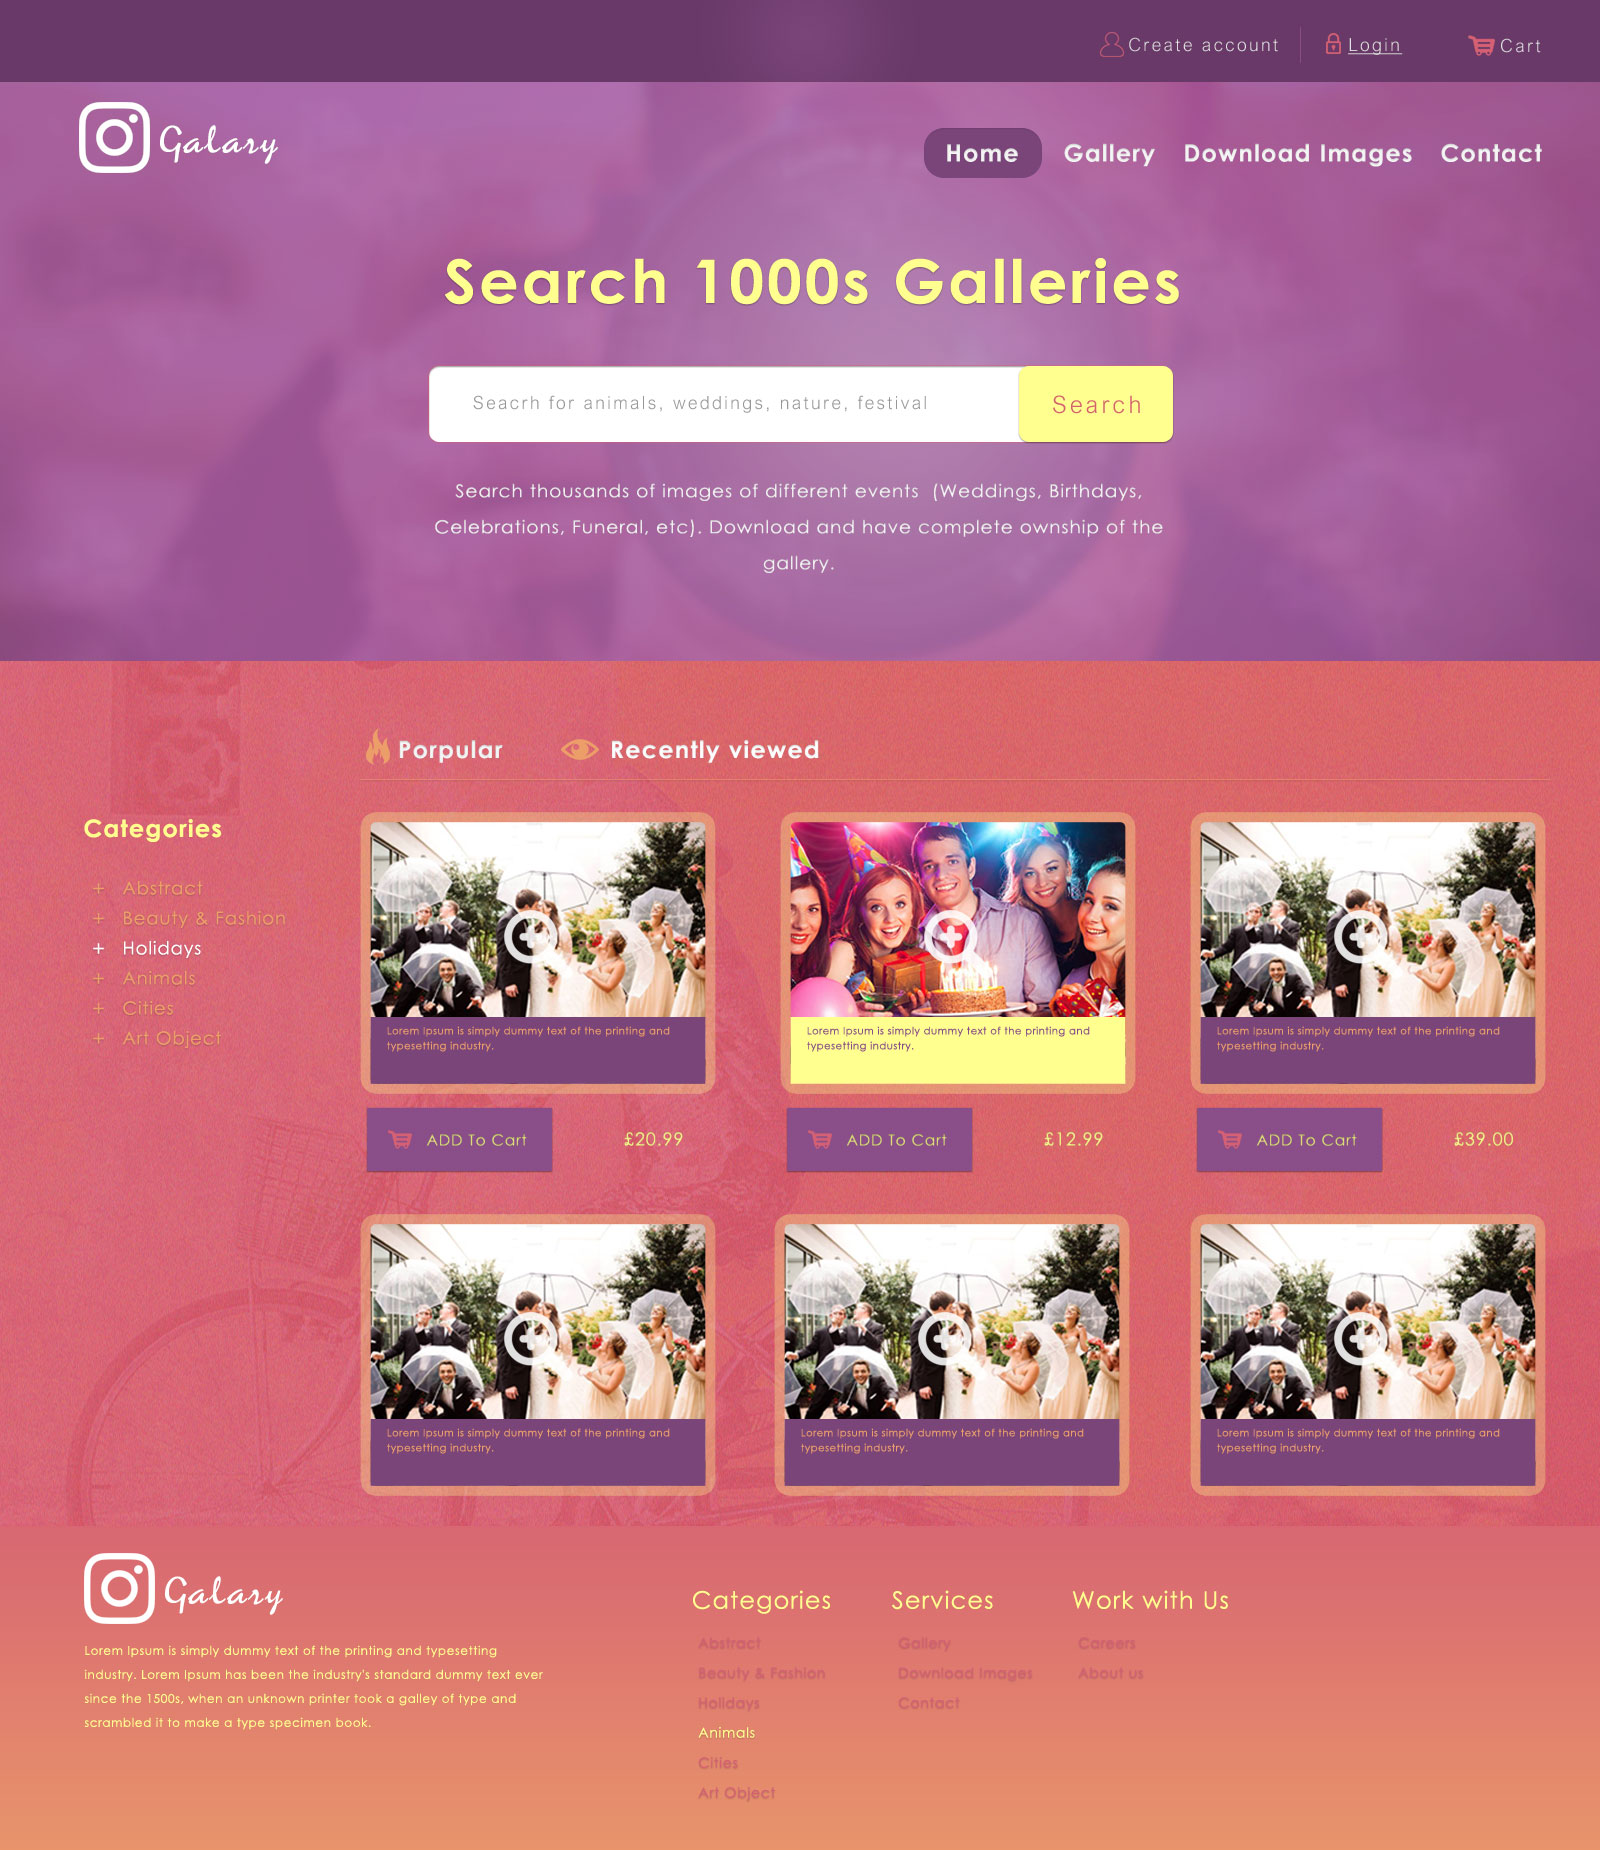 Create account
Login
Cart
Galary
Home
Gallery
Download Images
Contact
Search 1000s Galleries
Seacrh for animals, weddings, nature, festival
Search
Search thousands of images of different events (Weddings, Birthdays,
Celebrations, Funeral, etc). Download and have complete ownship of the
gallery.
Porpular
Recently viewed
Categories
+ Abstract
+ Beauty & Fashion
+ Holidays
+ Animals
+ Cities
+ Art Object
Lorem Ipsum is simply dummy text of the printing and
typesetting industry.
Lorem Ipsum is simply dummy text of the printing and
typesetting industry.
Lorem Ipsum is simply dummy text of the printing and
typesetting industry.
ADD To Cart
£20.99
ADD To Cart
£12.99
ADD To Cart
£39.00
Lorem Ipsum is simply dummy text of the printing and
typesetting industry.
Lorem Ipsum is simply dummy text of the printing and
typesetting industry.
Lorem Ipsum is simply dummy text of the printing and
typesetting industry.
Galary
Lorem Ipsum is simply dummy text of the printing and typesetting
industry. Lorem Ipsum has been the industry's standard dummy text ever
since the 1500s, when an unknown printer took a galley of type and
scrambled it to make a type specimen book.
Categories
Abstract
Beauty & Fashion
Holidays
Animals
Cities
Art Object
Services
Gallery
Download Images
Contact
Work with Us
Careers
About us